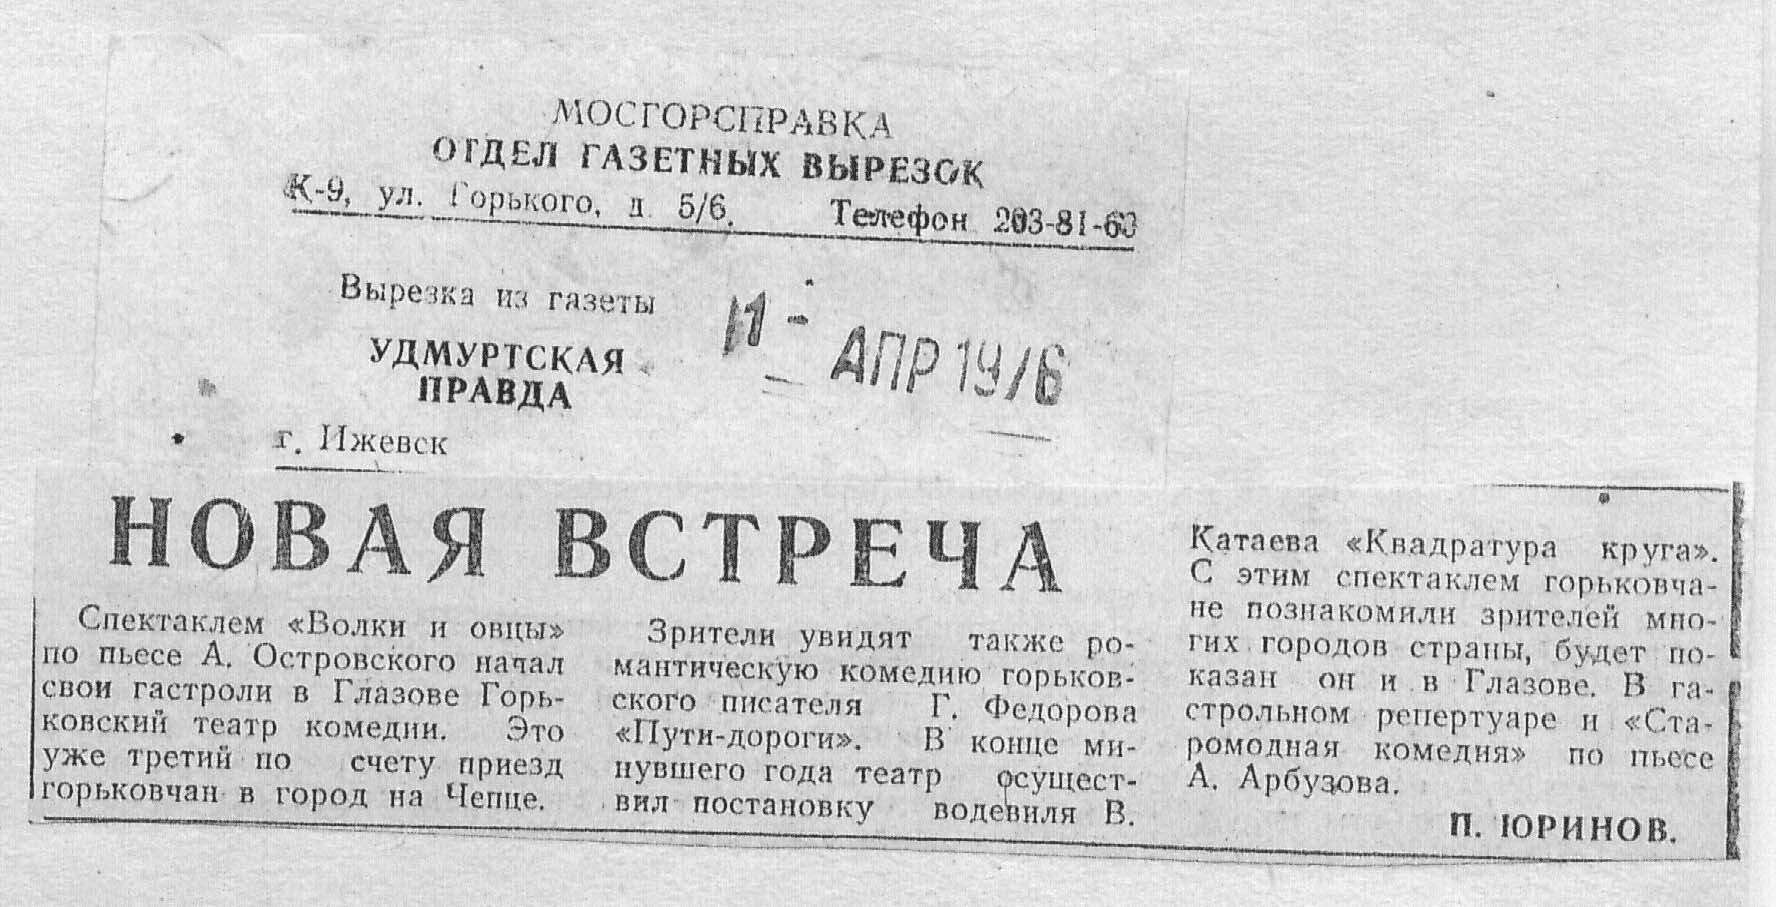 МОСГОРСПРАВКА
ОТДЕЛ ГАЗЕТНЫХ ВЫРЕЗОК
К-9, ул. Горького, д 5/6. Телефон 203-81-63
Вырезка из газеты
УДМУРТСКАЯ
ПРАВДА
г. Ижевск
1 - АПР 1976
НОВАЯ ВСТРЕЧА
Спектаклем «Волки и овцы»
по пьесе А. Островского начал
свои гастроли в Глазове Горь-
ковский театр комедии. Это
уже третий по счету приезд
горьковчан в город на Чепце.
Зрители увидят также ро-
мантическую комедию горьков-
ского писателя Г. Федорова
«Пути-дороги». В конце ми-
нувшего года театр осущест-
вил постановку водевиля В.
Катаева «Квадратура круга».
С этим спектаклем горьковча-
не познакомили зрителей мно-
гих городов страны, будет по-
казан он и в Глазове. В га-
строльном репертуаре и «Ста-
ромодная комедия» по пьесе
А. Арбузова.
П. ЮРИНОВ.